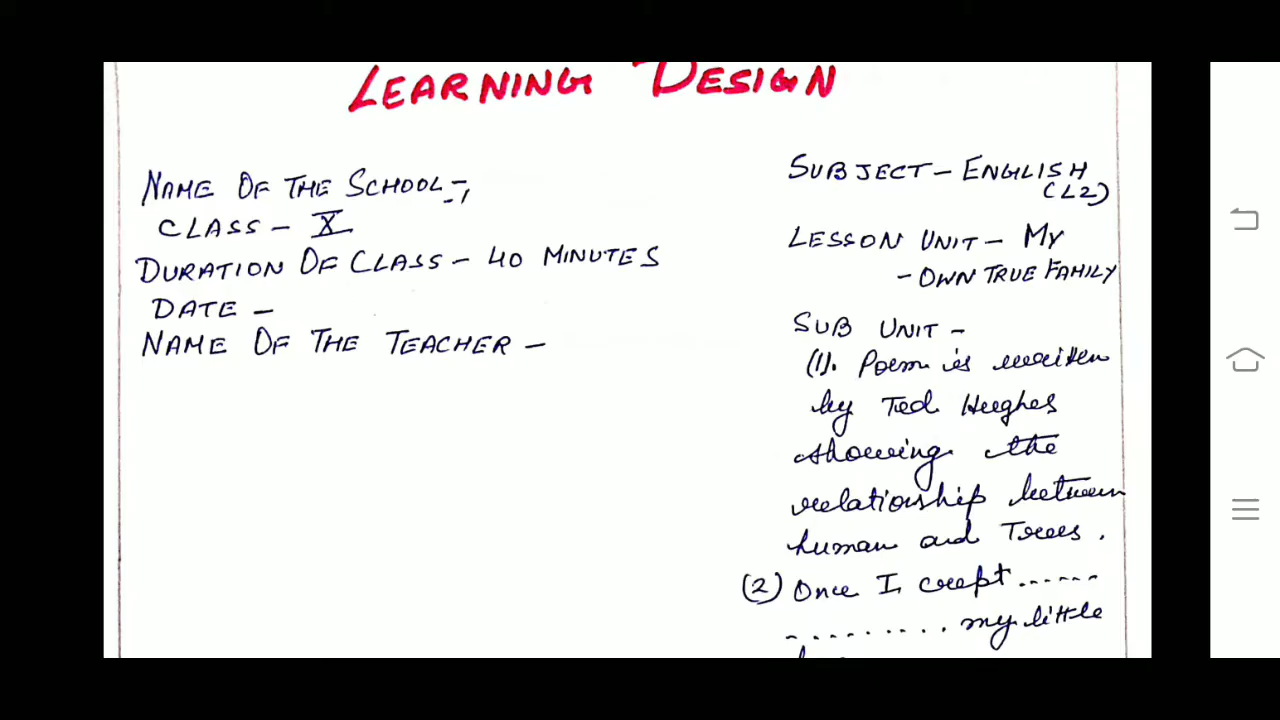 LEARNING DESIGN
NAME OF THE SCHOOL -,
CLASS - X
DURATION OF CLASS - 40 MINUTES
DATE -
NAME OF THE TEACHER -
SUBJECT - ENGLISH
(L2)
LESSON UNIT - MY
- OWN TRUE FAMILY
SUB UNIT -
(1). Poem is written
by Ted Hughes
showing the
relationship between
human and Trees.
(2) Once I crept ......
.......... my little